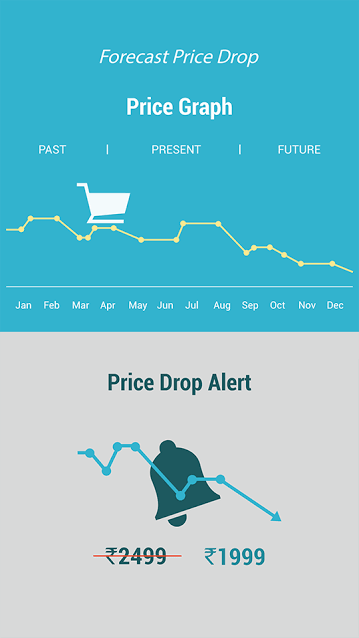 Forecast Price Drop
Price Graph
PAST | PRESENT | FUTURE
Jan Feb Mar Apr May Jun Jul Aug Sep Oct Nov Dec
Price Drop Alert
₹2499 ₹1999